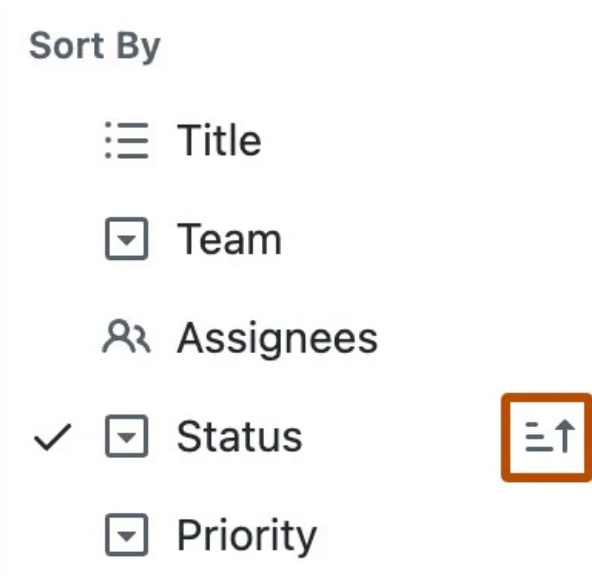 Sort By
Title
Team
Assignees
Status
Priority